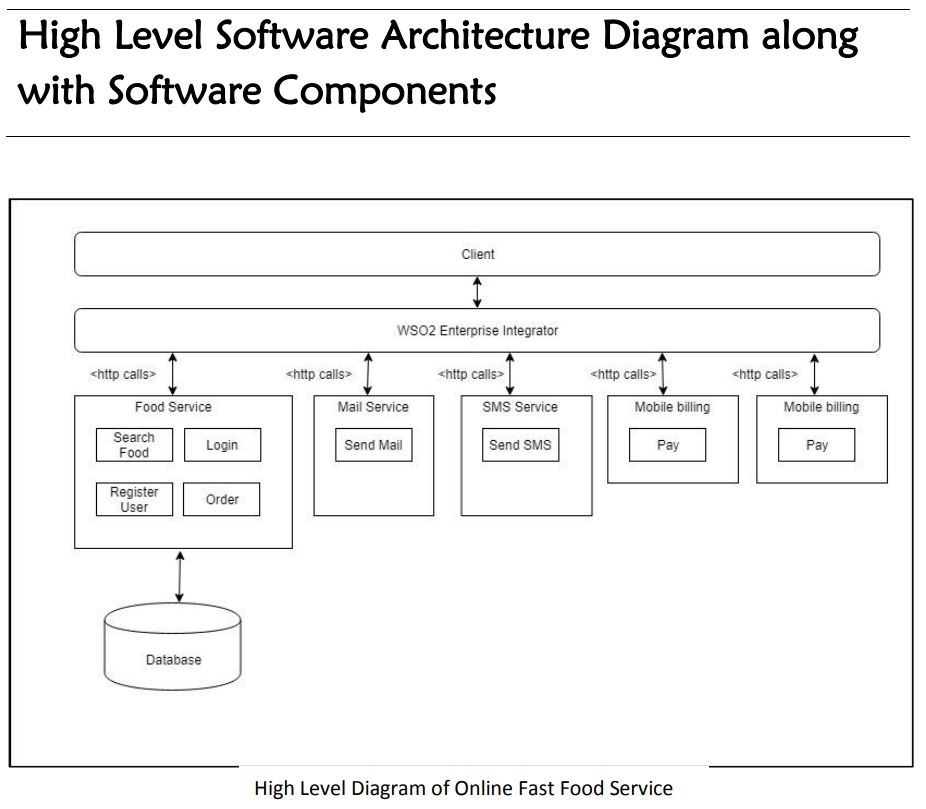 High Level Software Architecture Diagram along
with Software Components
Client
WSO2 Enterprise Integrator
<http calls>
<http calls>
<http calls>
<http calls>
<http calls>
Food Service
Mail Service
SMS Service
Mobile billing
Mobile billing
Search
Food
Login
Send Mail
Send SMS
Pay
Pay
Register
User
Order
Database
High Level Diagram of Online Fast Food Service